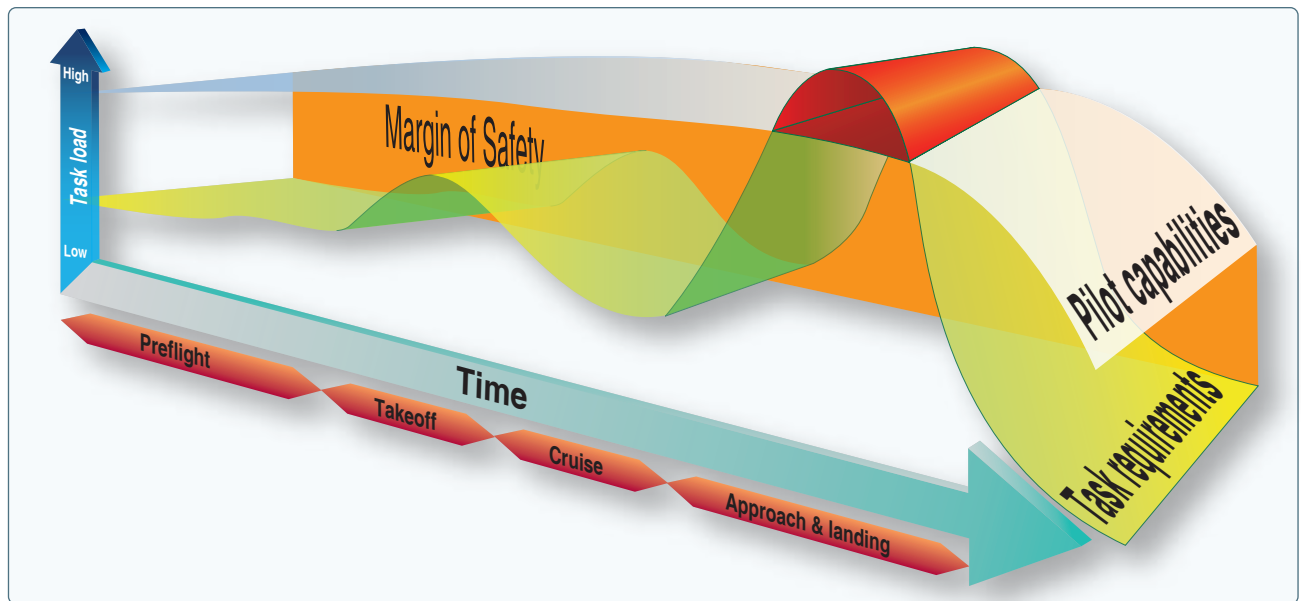 High
Task load
Low
Margin of Safety
Pilot capabilities
Task requirements
Time
Preflight
Takeoff
Cruise
Approach & landing